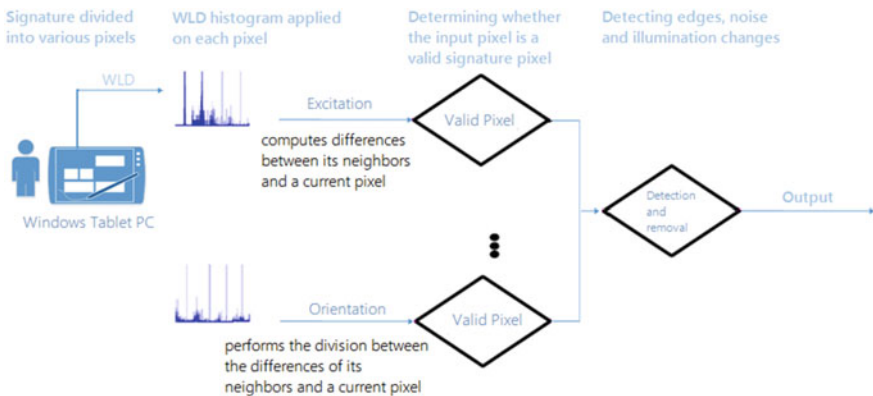 Signature divided
into various pixels
WLD histogram applied
on each pixel
Determining whether
the input pixel is a
valid signature pixel
Detecting edges, noise
and illumination changes
WLD
Windows Tablet PC
Excitation
computes differences
between its neighbors
and a current pixel
Valid Pixel
Orientation
performs the division between
the differences of its
neighbors and a current pixel
Valid Pixel
Detection
and
removal
Output